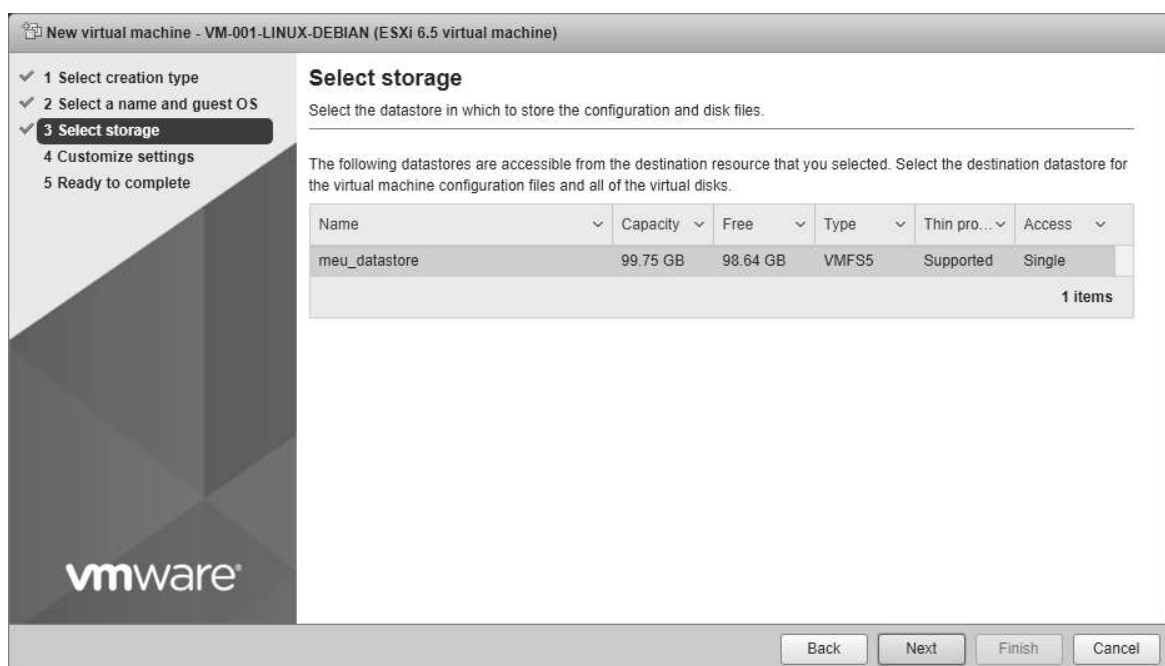 New virtual machine - VM-001-LINUX-DEBIAN (ESXi 6.5 virtual machine)
1 Select creation type
2 Select a name and guest OS
3 Select storage
4 Customize settings
5 Ready to complete
vmware®
Select storage
Select the datastore in which to store the configuration and disk files.
The following datastores are accessible from the destination resource that you selected. Select the destination datastore for
the virtual machine configuration files and all of the virtual disks.
Name Capacity Free Type Thin pro... Access
meu_datastore 99.75 GB 98.64 GB VMFS5 Supported Single
1 items
Back Next Finish Cancel